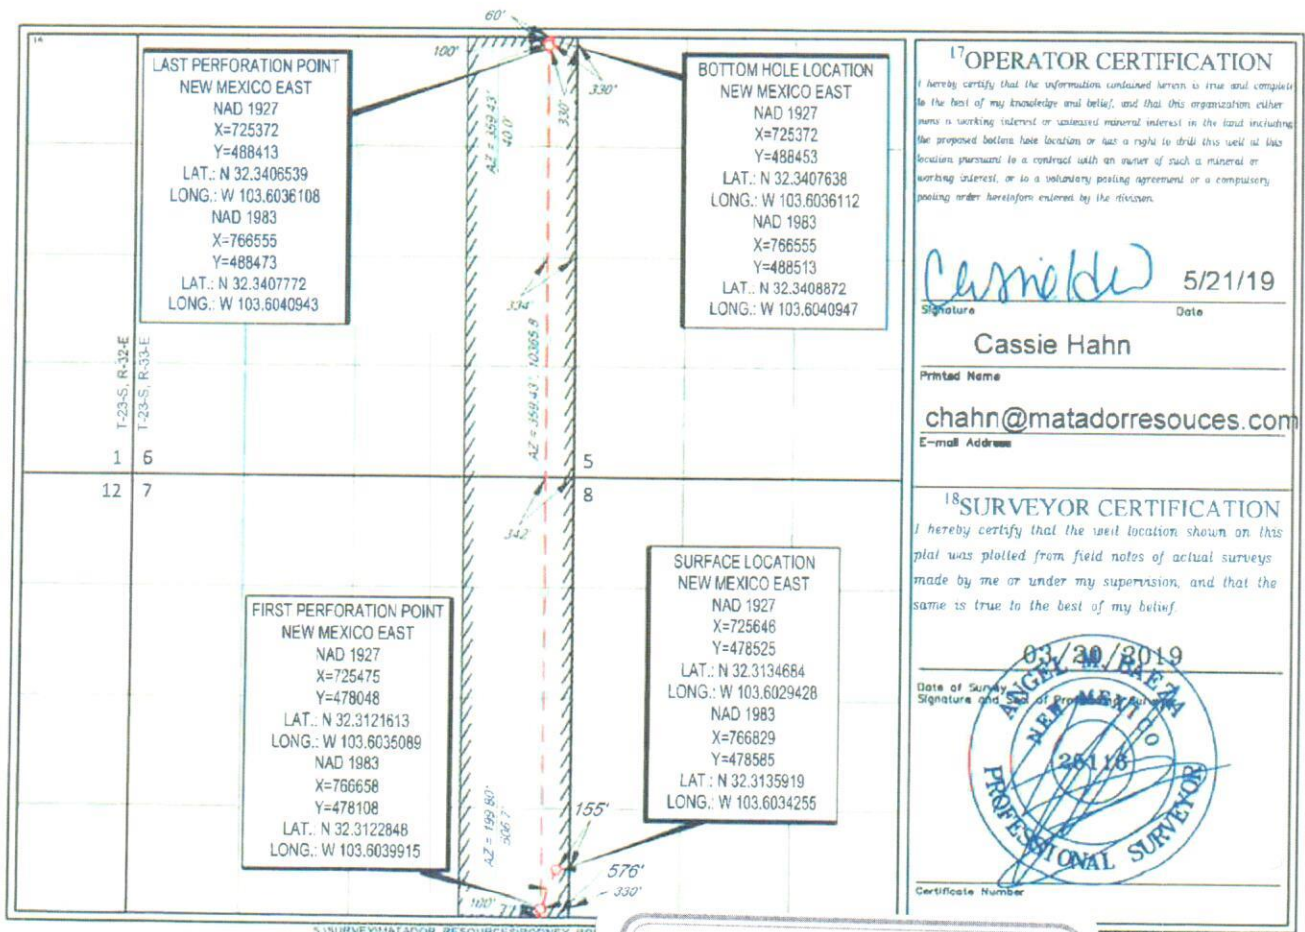 16
60'
100'
330'
330'
AZ = 359.43°
40.0'
LAST PERFORATION POINT
NEW MEXICO EAST
NAD 1927
X=725372
Y=488413
LAT.: N 32.3406539
LONG.: W 103.6036108
NAD 1983
X=766555
Y=488473
LAT.: N 32.3407772
LONG.: W 103.6040943
BOTTOM HOLE LOCATION
NEW MEXICO EAST
NAD 1927
X=725372
Y=488453
LAT.: N 32.3407638
LONG.: W 103.6036112
NAD 1983
X=766555
Y=488513
LAT.: N 32.3408872
LONG.: W 103.6040947
334'
AZ = 359.43° 10365.8
T-23-S, R-32-E
T-23-S, R-33-E
1 6
5
12 7
8
342'
FIRST PERFORATION POINT
NEW MEXICO EAST
NAD 1927
X=725475
Y=478048
LAT.: N 32.3121613
LONG.: W 103.6035089
NAD 1983
X=766658
Y=478108
LAT.: N 32.3122848
LONG.: W 103.6039915
SURFACE LOCATION
NEW MEXICO EAST
NAD 1927
X=725646
Y=478525
LAT.: N 32.3134684
LONG.: W 103.6029428
NAD 1983
X=766829
Y=478585
LAT.: N 32.3135919
LONG.: W 103.6034255
AZ = 199.80°
506.7'
155'
576'
330'
100'
17OPERATOR CERTIFICATION
I hereby certify that the information contained herein is true and complete
to the best of my knowledge and belief, and that this organization either
owns a working interest or unleased mineral interest in the land including
the proposed bottom hole location or has a right to drill this well at this
location pursuant to a contract with an owner of such a mineral or
working interest, or to a voluntary pooling agreement or a compulsory
pooling order heretofore entered by the division.
5/21/19
Signature Date
Cassie Hahn
Printed Name
chahn@matadorresouces.com
E-mail Address
18SURVEYOR CERTIFICATION
I hereby certify that the well location shown on this
plat was plotted from field notes of actual surveys
made by me or under my supervision, and that the
same is true to the best of my belief.
03/20/2019
Date of Survey
Signature and Seal of Professional Surveyor
ANGEL M. BAEZA
NEW MEXICO
25116
PROFESSIONAL SURVEYOR
Certificate Number